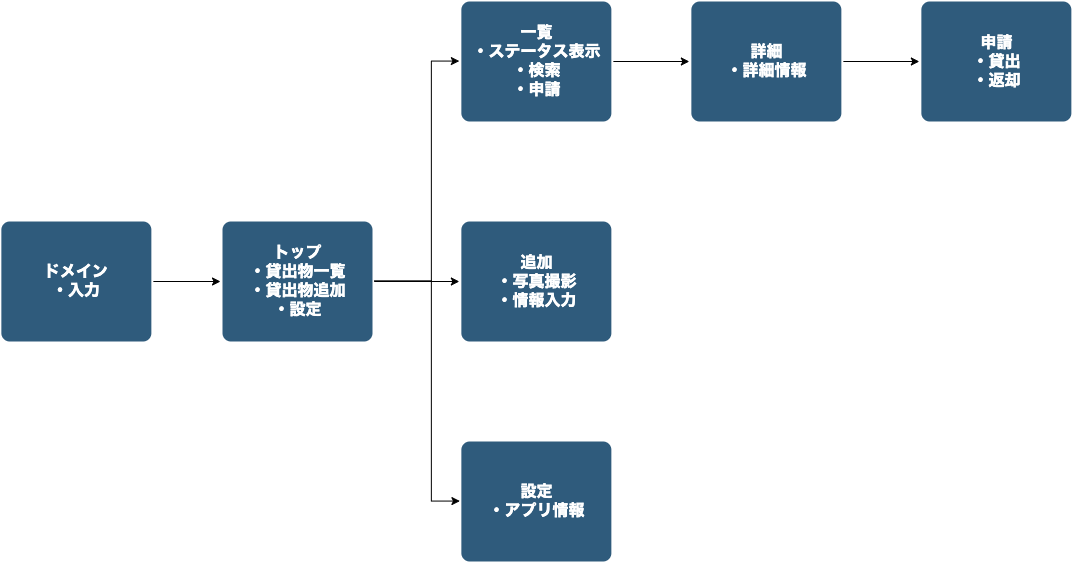 ドメイン
・入力
トップ
・貸出物一覧
・貸出物追加
・設定
一覧
・ステータス表示
・検索
・申請
詳細
・詳細情報
申請
・貸出
・返却
追加
・写真撮影
・情報入力
設定
・アプリ情報